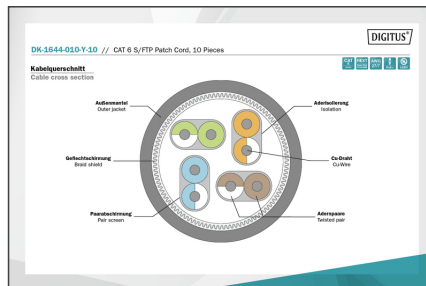 DIGITUS®
DK-1644-010-Y-10 // CAT 6 S/FTP Patch Cord, 10 Pieces
Kabelquerschnitt
Cable cross section
Außenmantel
Outer jacket
Aderisolierung
Isolation
Geflechtschirmung
Braid shield
Cu-Draht
Cu-Wire
Paarabschirmung
Pair screen
Adernpaare
Twisted pair